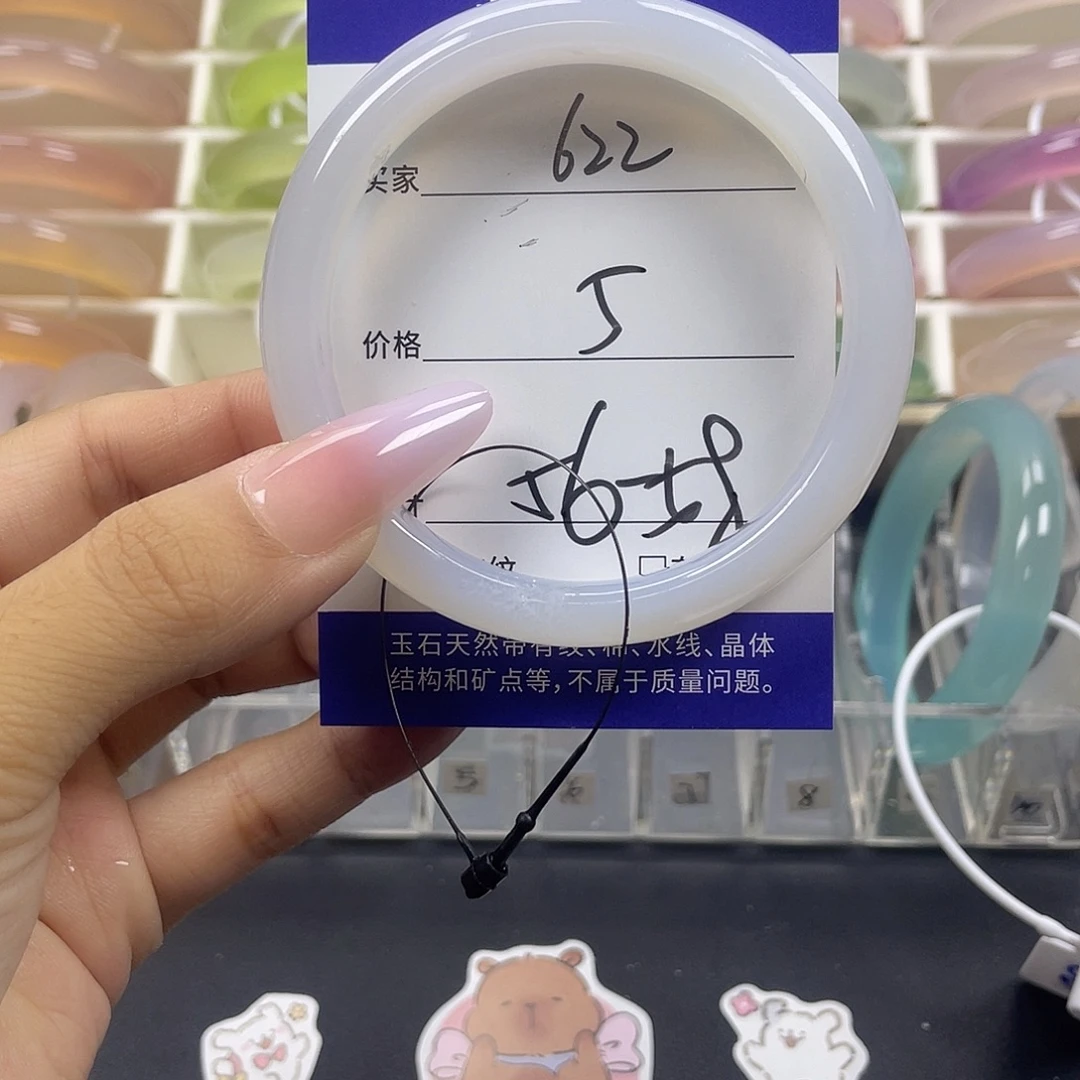 买家 622
价格 5
56
玉石天然带有纹、棉、水线、晶体
结构和矿点等，不属于质量问题。
5
8